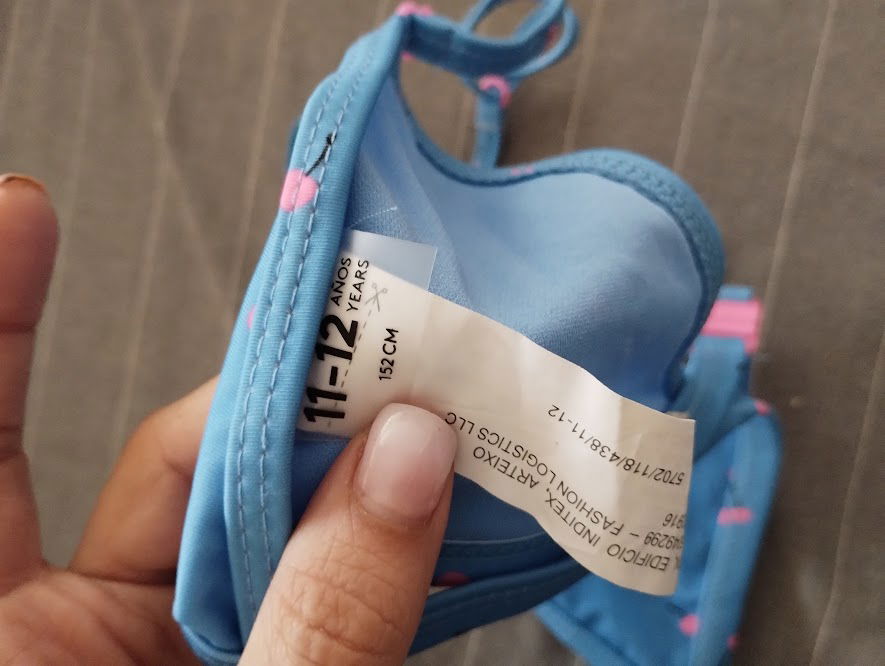 11-12
AÑOS
YEARS
152 CM
5702/118/438/11-12
EDIFICIO INDITEX, ARTEIXO
FASHION LOGISTICS LLC